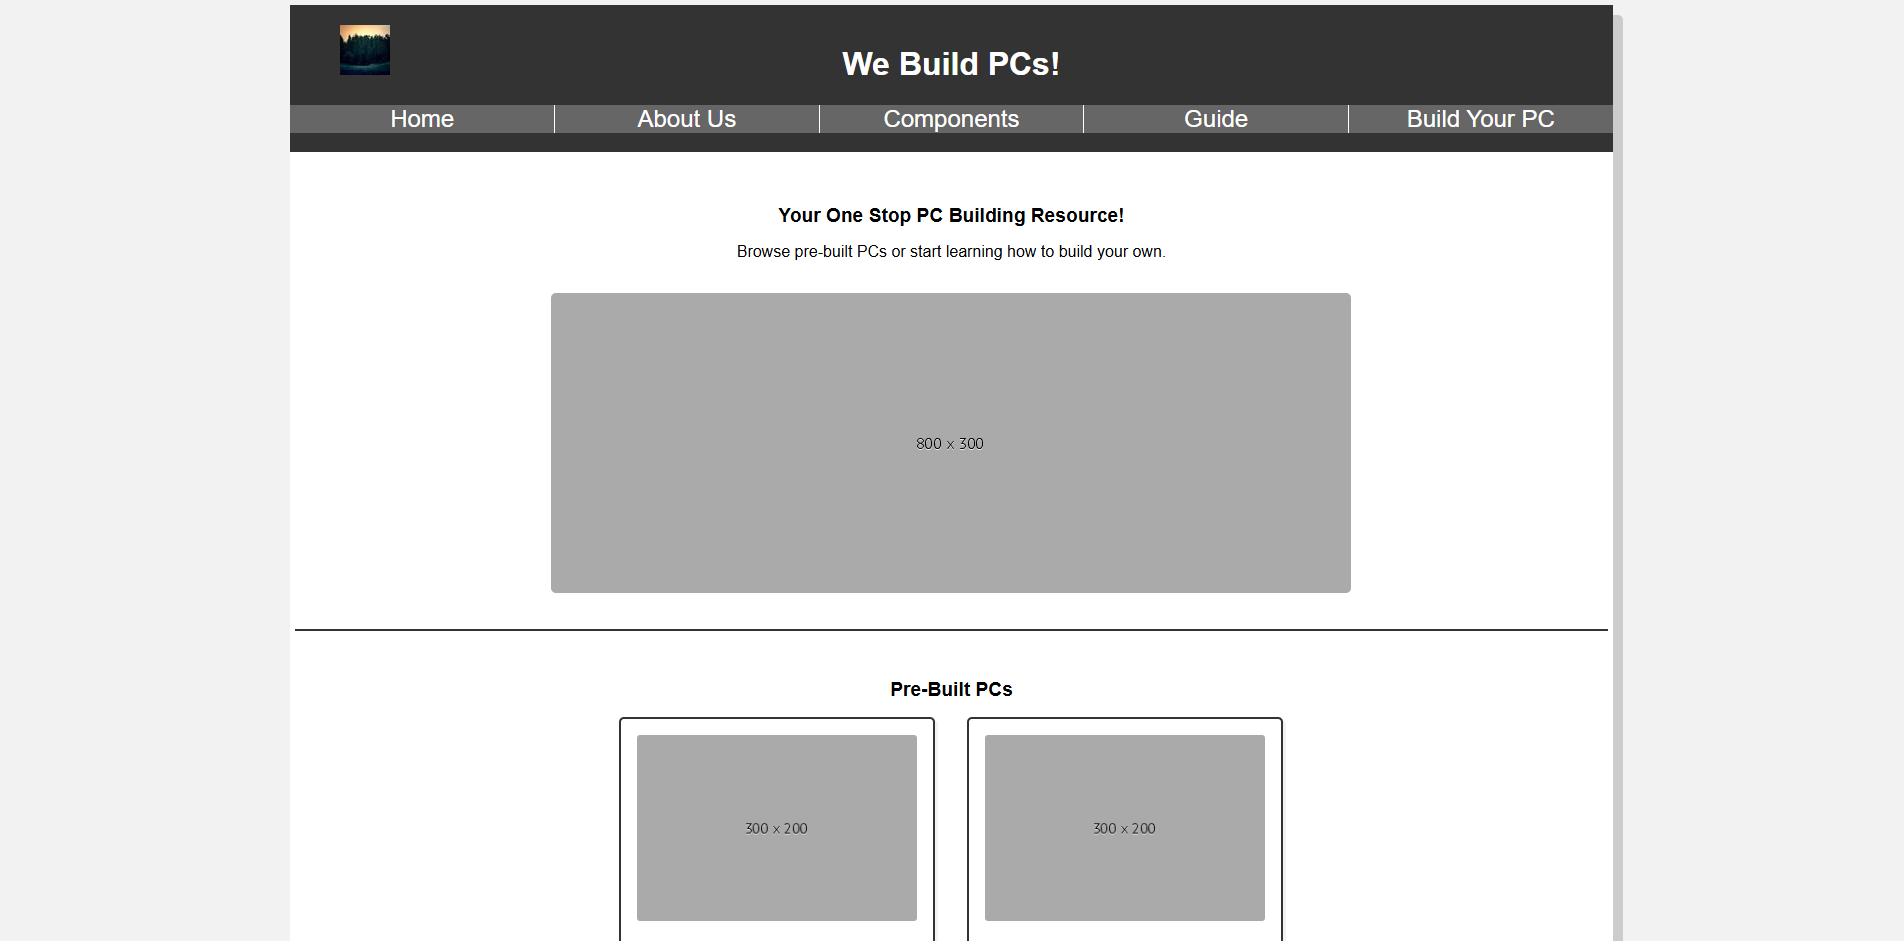 We Build PCs!
Home About Us Components Guide Build Your PC
Your One Stop PC Building Resource!
Browse pre-built PCs or start learning how to build your own.
800 x 300
Pre-Built PCs
300 x 200 300 x 200